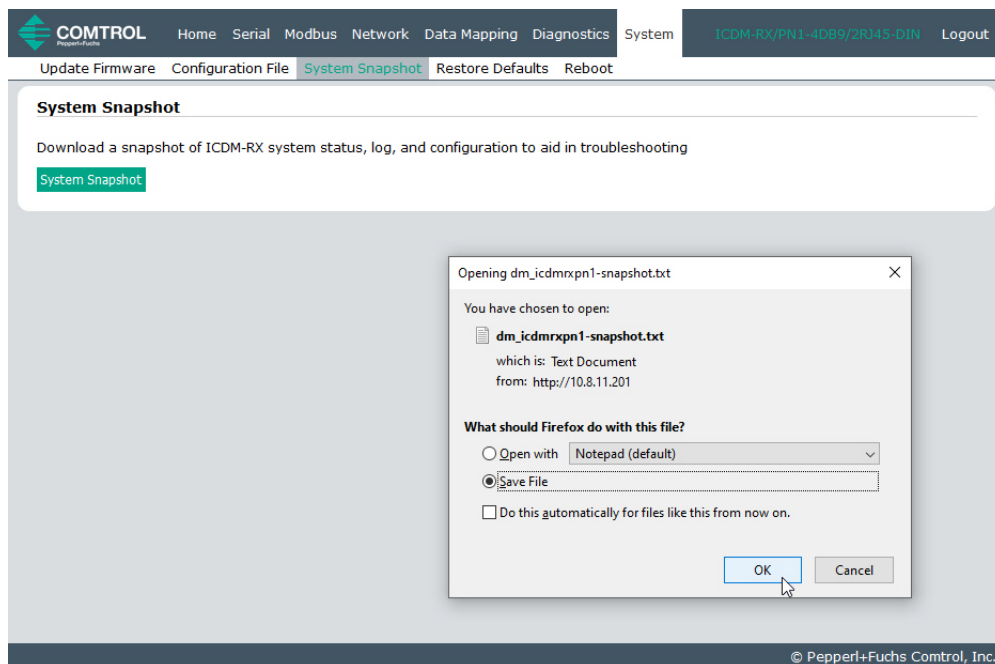 COMTROL
Pepperl+Fuchs
Home Serial Modbus Network Data Mapping Diagnostics System ICDM-RX/PN1-4DB9/2RJ45-DIN Logout
Update Firmware Configuration File System Snapshot Restore Defaults Reboot
System Snapshot
Download a snapshot of ICDM-RX system status, log, and configuration to aid in troubleshooting
System Snapshot
Opening dm_icdmrxpn1-snapshot.txt
You have chosen to open:
dm_icdmrxpn1-snapshot.txt
which is: Text Document
from: http://10.8.11.201
What should Firefox do with this file?
Open with Notepad (default)
Save File
Do this automatically for files like this from now on.
OK Cancel
© Pepperl+Fuchs Comtrol, Inc.